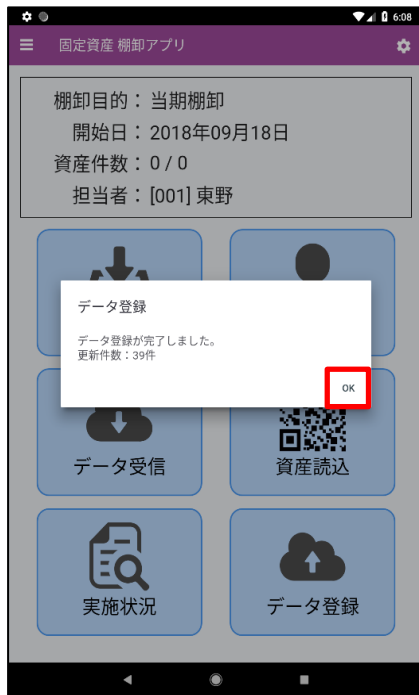 6:08
固定資産 棚卸アプリ
棚卸目的： 当期棚卸
開始日： 2018年09月18日
資産件数： 0 / 0
担当者： [001] 東野
データ登録
データ登録が完了しました。
更新件数：39件
OK
データ受信
資産読込
実施状況
データ登録